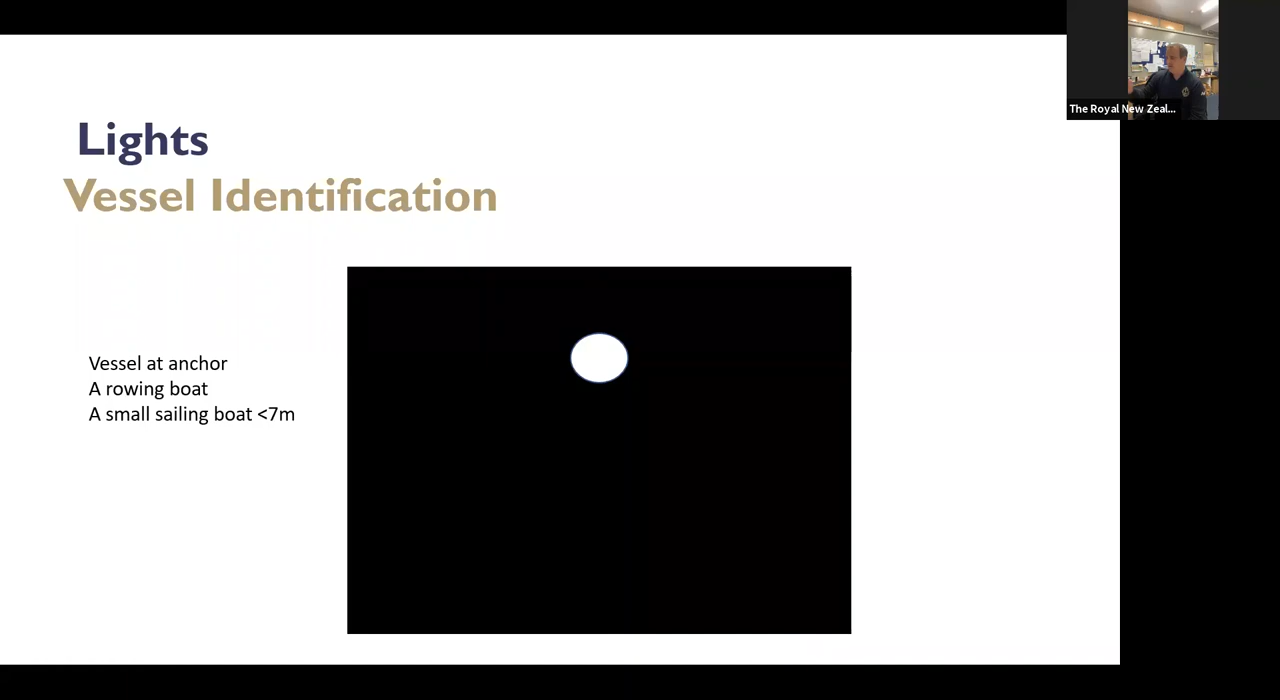 Lights
Vessel Identification
Vessel at anchor
A rowing boat
A small sailing boat <7m
The Royal New Zeal...